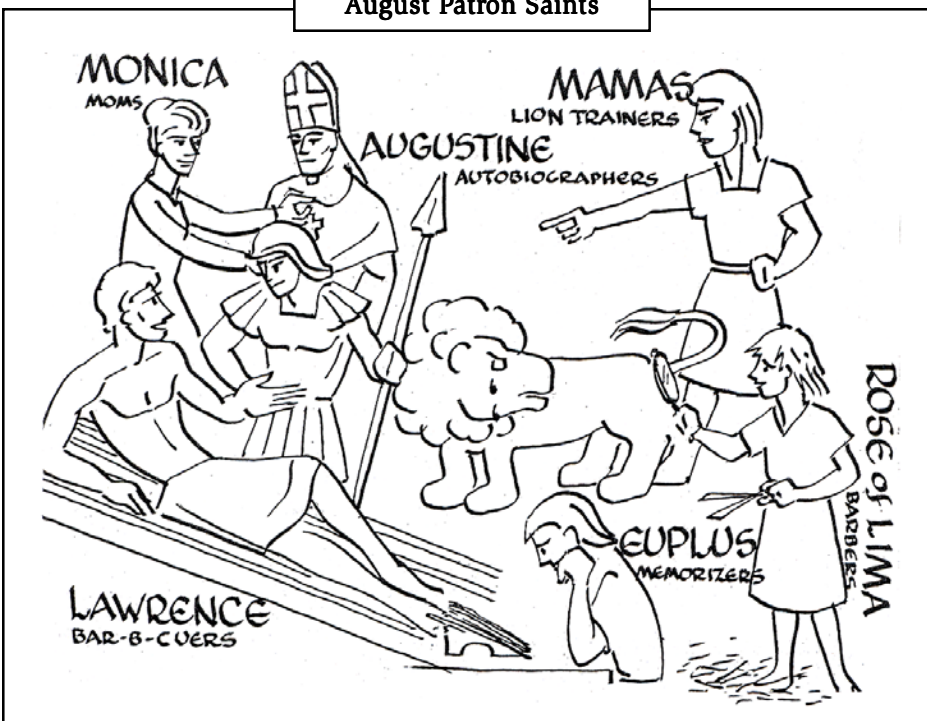 August Patron Saints
MONICA
MOMS
AUGUSTINE
AUTOBIOGRAPHERS
MAMAS
LION TRAINERS
ROSE of LIMA
BARBERS
EUPLUS
MEMORIZERS
LAWRENCE
BAR-B-CUERS